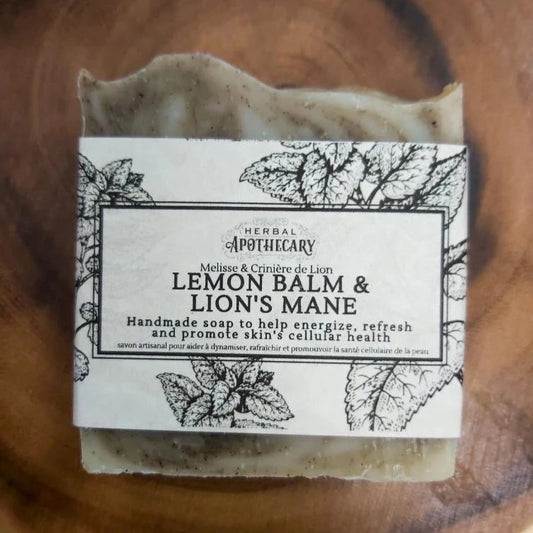 HERBAL
APOTHECARY
Melisse & Crinière de Lion
LEMON BALM &
LION'S MANE
Handmade soap to help energize, refresh
and promote skin's cellular health
savon artisanal pour aider à dynamiser, rafraîchir et promouvoir la santé cellulaire de la peau